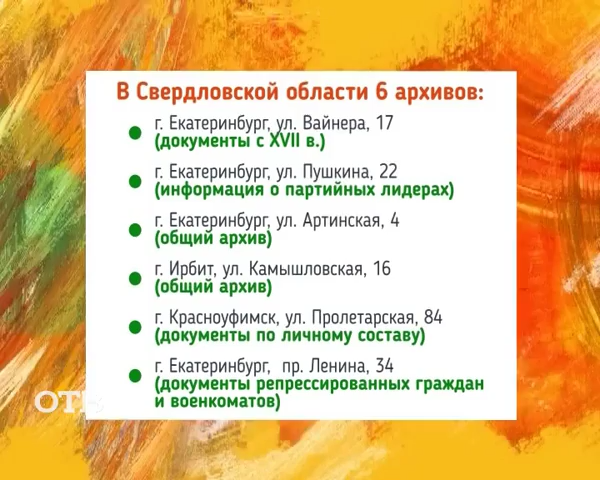 В Свердловской области 6 архивов:
г. Екатеринбург, ул. Вайнера, 17
(документы с XVII в.)
г. Екатеринбург, ул. Пушкина, 22
(информация о партийных лидерах)
г. Екатеринбург, ул. Артинская, 4
(общий архив)
г. Ирбит, ул. Камышловская, 16
(общий архив)
г. Красноуфимск, ул. Пролетарская, 84
(документы по личному составу)
г. Екатеринбург, пр. Ленина, 34
(документы репрессированных граждан
и военкоматов)
ОТВ